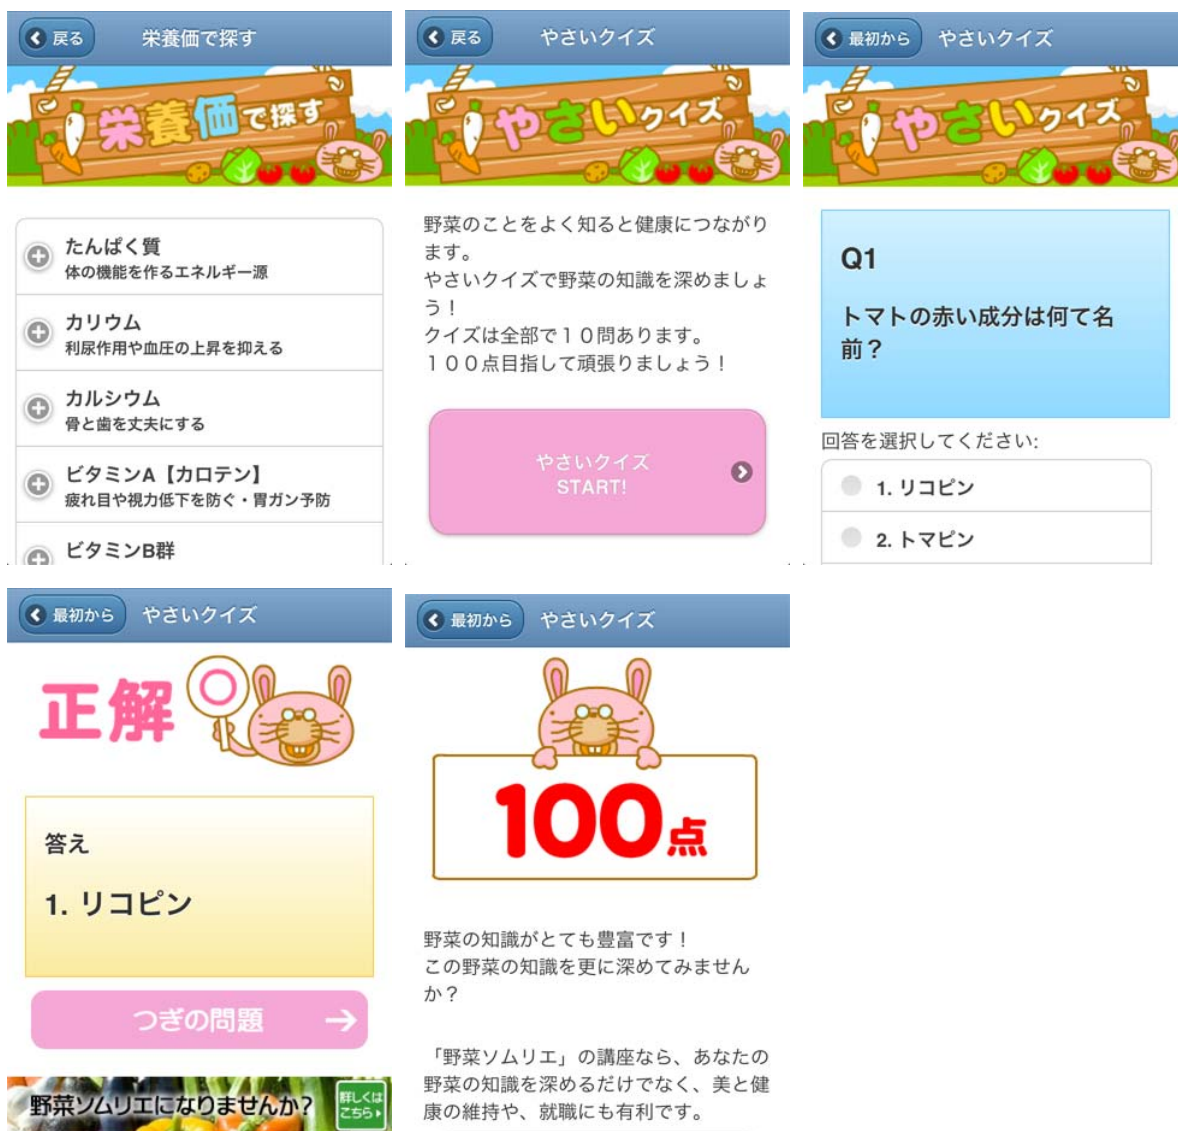 戻る
栄養価で探す
栄養価で探す
たんぱく質
体の機能を作るエネルギー源
カリウム
利尿作用や血圧の上昇を抑える
カルシウム
骨と歯を丈夫にする
ビタミンA【カロテン】
疲れ目や視力低下を防ぐ・胃ガン予防
ビタミンB群
戻る
やさいクイズ
やさいクイズ
野菜のことをよく知ると健康につながり
ます。
やさいクイズで野菜の知識を深めましょ
う！
クイズは全部で１０問あります。
１００点目指して頑張りましょう！
やさいクイズ
START!
最初から
やさいクイズ
やさいクイズ
Q1
トマトの赤い成分は何て名
前？
回答を選択してください:
1. リコピン
2. トマピン
最初から
やさいクイズ
正解
答え
1. リコピン
つぎの問題
野菜ソムリエになりませんか?
詳しくは
こちら
最初から
やさいクイズ
100点
野菜の知識がとても豊富です！
この野菜の知識を更に深めてみません
か？
「野菜ソムリエ」の講座なら、あなたの
野菜の知識を深めるだけでなく、美と健
康の維持や、就職にも有利です。